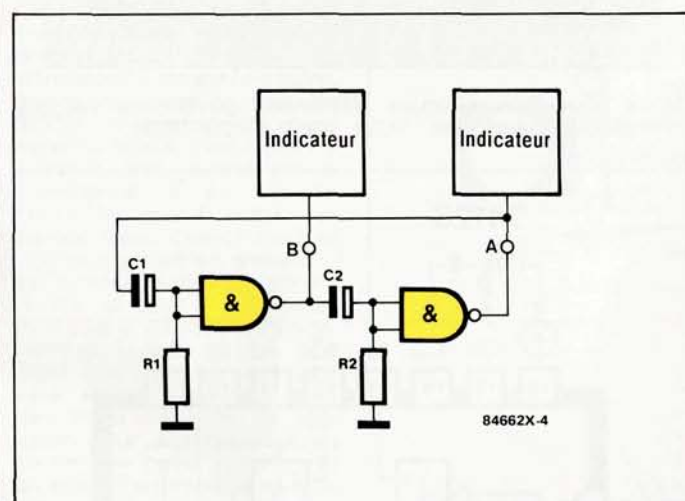 Indicateur Indicateur
B A
C1 C2
& &
R1 R2
84662X-4